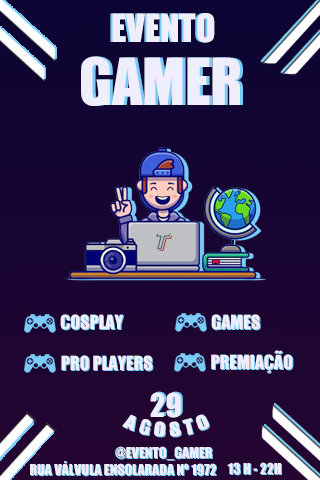 EVENTO
GAMER
COSPLAY
GAMES
PRO PLAYERS
PREMIAÇÃO
29
AGOSTO
@EVENTO_GAMER
RUA VÁLVULA ENSOLARADA Nº 1972 13 H - 22H